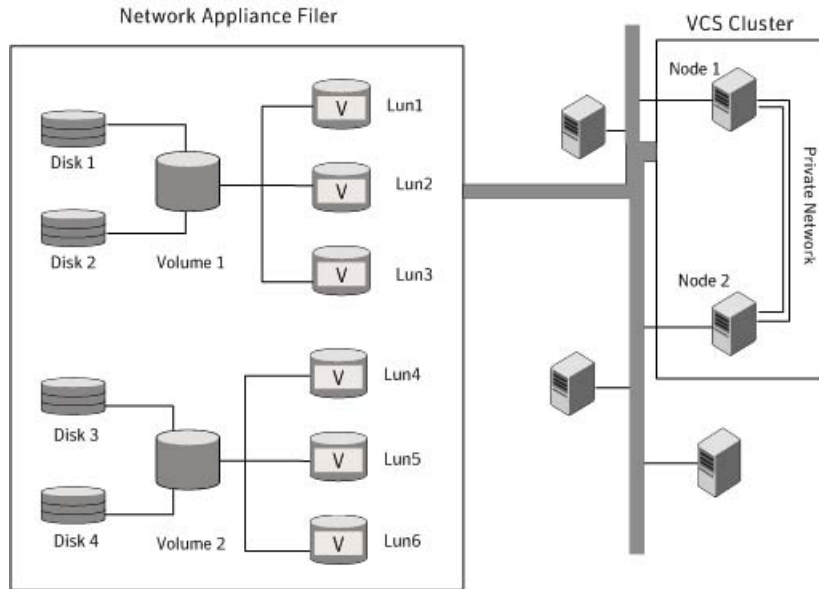 Network Appliance Filer
VCS Cluster
Node 1
V
Lun1
Disk 1
V
Lun2
Private Network
Disk 2
Volume 1
V
Lun3
Node 2
V
Lun4
Disk 3
V
Lun5
Disk 4
Volume 2
V
Lun6